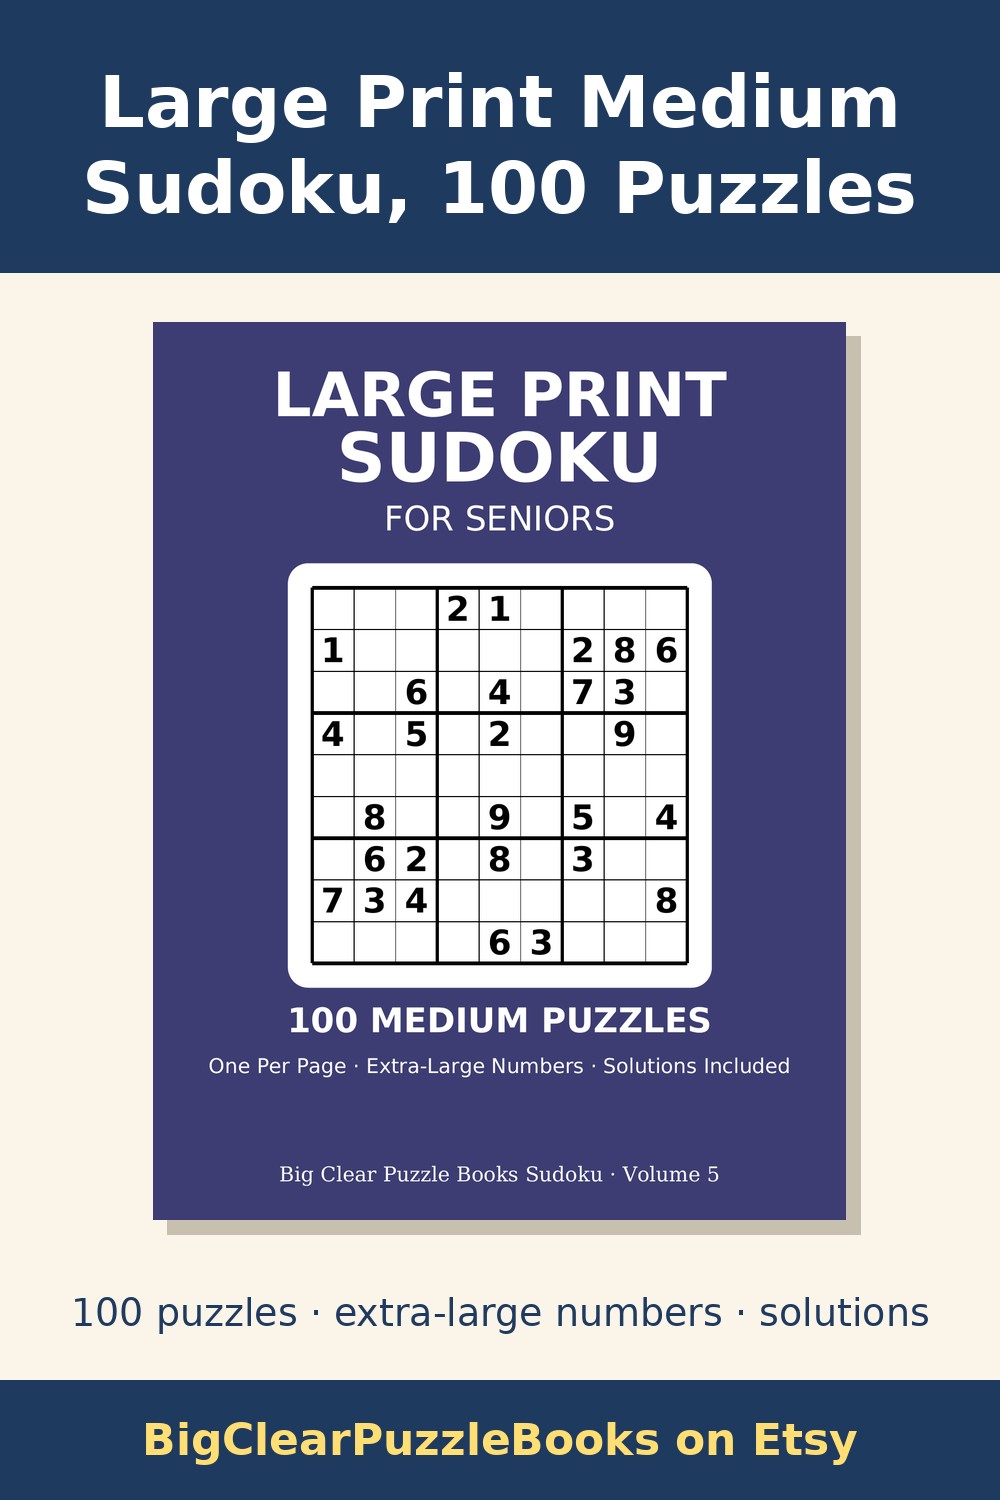 Large Print Medium
Sudoku, 100 Puzzles
LARGE PRINT
SUDOKU
FOR SENIORS
2 1
1 2 8 6
6 4 7 3
4 5 2 9
8 9 5 4
6 2 8 3
7 3 4 8
6 3
100 MEDIUM PUZZLES
One Per Page · Extra-Large Numbers · Solutions Included
Big Clear Puzzle Books Sudoku · Volume 5
100 puzzles · extra-large numbers · solutions
BigClearPuzzleBooks on Etsy